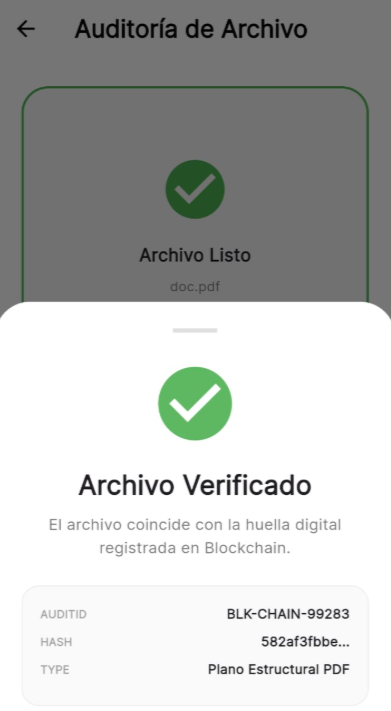 Auditoría de Archivo
Archivo Listo
doc.pdf
Archivo Verificado
El archivo coincide con la huella digital
registrada en Blockchain.
AUDITID BLK-CHAIN-99283
HASH 582af3fbbe...
TYPE Plano Estructural PDF